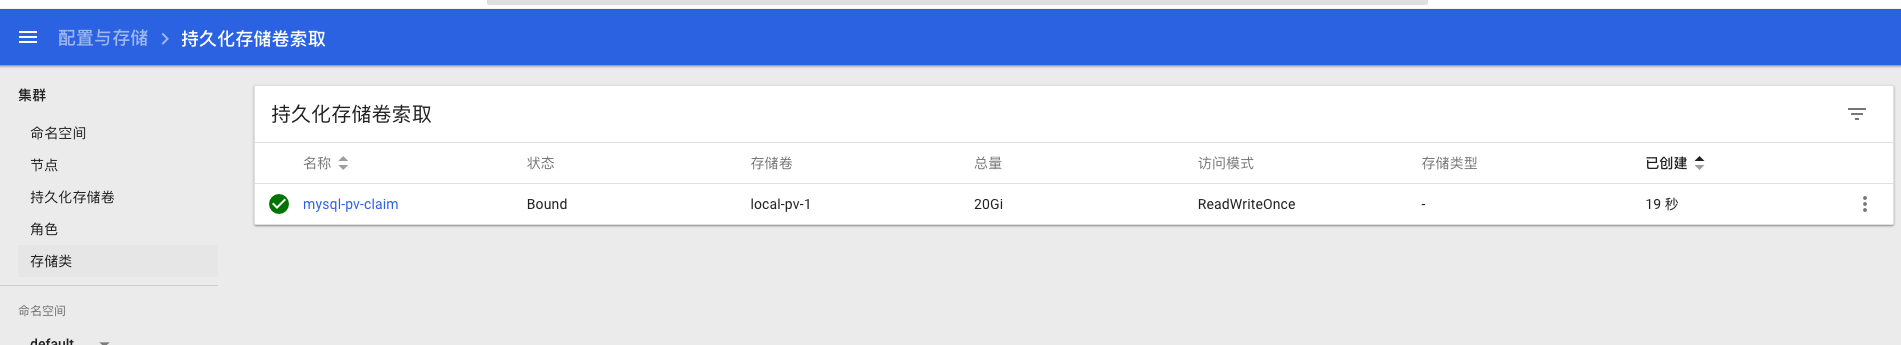 配置与存储 > 持久化存储卷索取
集群
命名空间
节点
持久化存储卷
角色
存储类
命名空间
default
持久化存储卷索取
名称 状态 存储卷 总量 访问模式 存储类型 已创建
mysql-pv-claim Bound local-pv-1 20Gi ReadWriteOnce - 19 秒